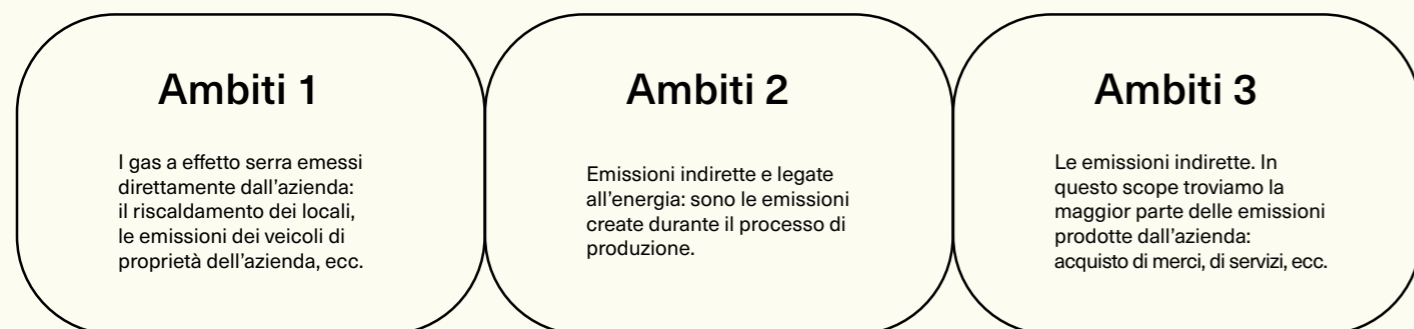 Ambiti 1
I gas a effetto serra emessi
direttamente dall'azienda:
il riscaldamento dei locali,
le emissioni dei veicoli di
proprietà dell'azienda, ecc.
Ambiti 2
Emissioni indirette e legate
all'energia: sono le emissioni
create durante il processo di
produzione.
Ambiti 3
Le emissioni indirette. In
questo scope troviamo la
maggior parte delle emissioni
prodotte dall'azienda:
acquisto di merci, di servizi, ecc.